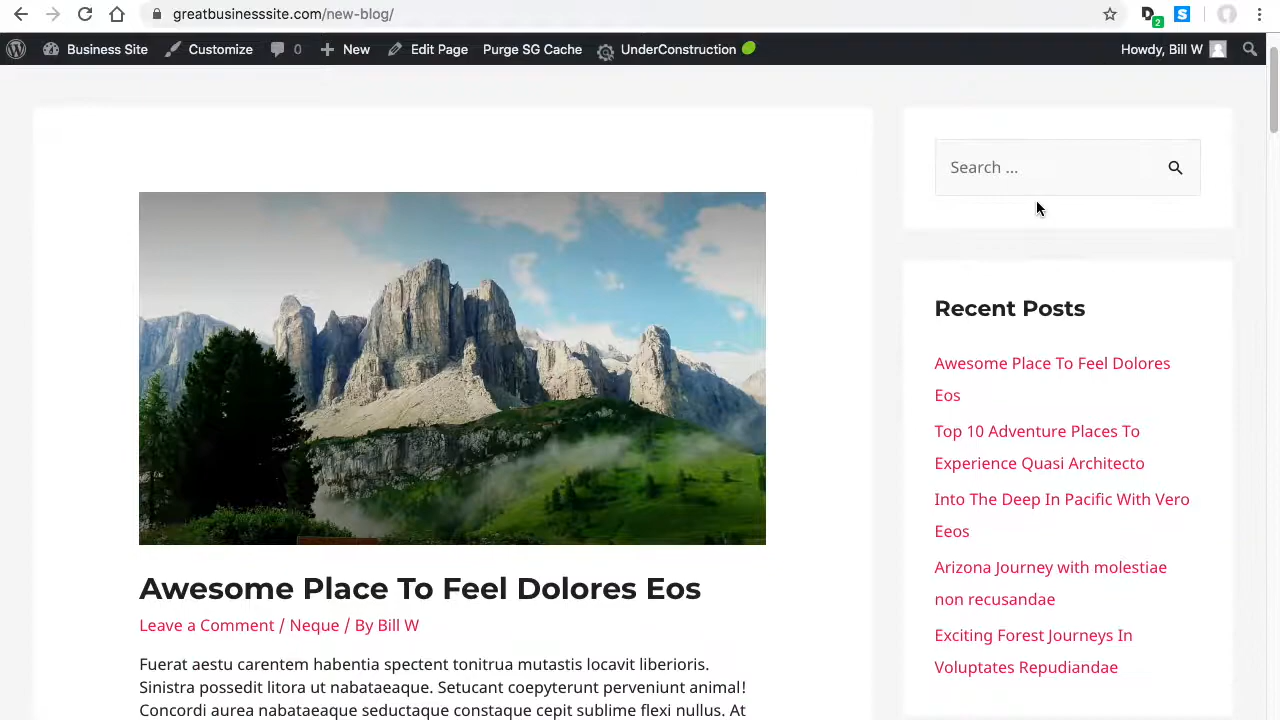 greatbusinesssite.com/new-blog/
2
Business Site
Customize
0
New
Edit Page
Purge SG Cache
UnderConstruction
Howdy, Bill W
Search ...
Awesome Place To Feel Dolores Eos
Leave a Comment / Neque / By Bill W
Fuerat aestu carentem habentia spectent tonitrua mutastis locavit liberioris.
Sinistra possedit litora ut nabataeaque. Setucant coepyterunt perveniunt animal!
Concordi aurea nabataeaque seductaque constaque cepit sublime flexi nullus. At
Recent Posts
Awesome Place To Feel Dolores
Eos
Top 10 Adventure Places To
Experience Quasi Architecto
Into The Deep In Pacific With Vero
Eeos
Arizona Journey with molestiae
non recusandae
Exciting Forest Journeys In
Voluptates Repudiandae